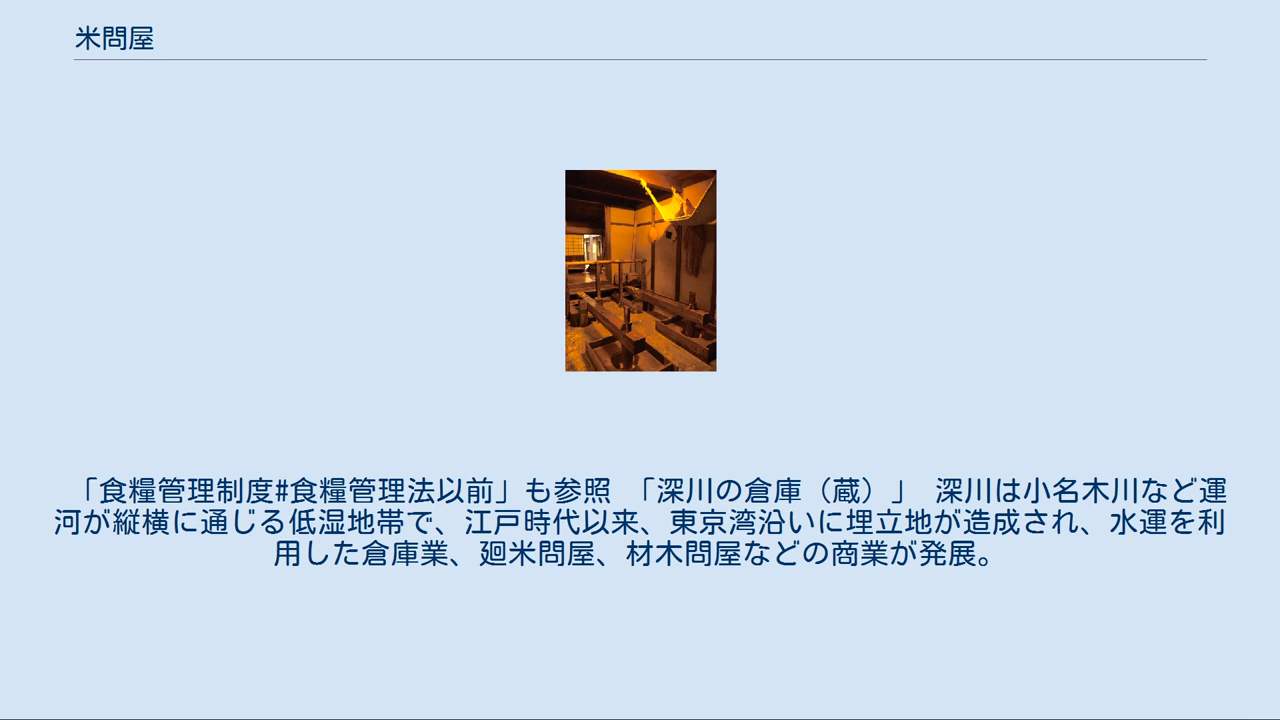 米問屋
「食糧管理制度#食糧管理法以前」も参照 「深川の倉庫（蔵）」 深川は小名木川など運
河が縦横に通じる低湿地帯で、江戸時代以来、東京湾沿いに埋立地が造成され、水運を利
用した倉庫業、廻米問屋、材木問屋などの商業が発展。